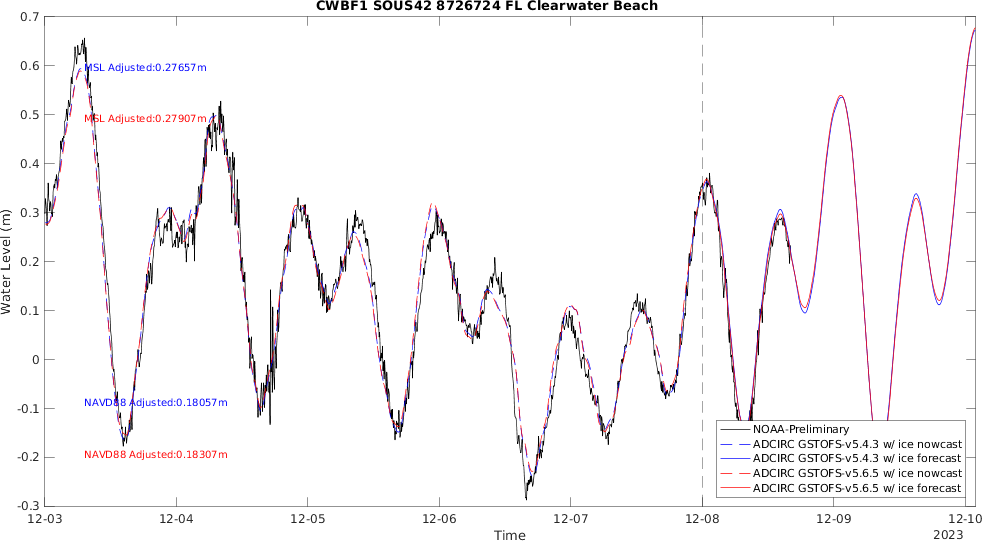 CWBF1 SOUS42 8726724 FL Clearwater Beach
0.7
0.6
0.5
0.4
0.3
0.2
0.1
0
-0.1
-0.2
-0.3
Water Level (m)
MSL Adjusted:0.27657m
MSL Adjusted:0.27907m
NAVD88 Adjusted:0.18057m
NAVD88 Adjusted:0.18307m
NOAA-Preliminary
ADCIRC GSTOFS-v5.4.3 w/ ice nowcast
ADCIRC GSTOFS-v5.4.3 w/ ice forecast
ADCIRC GSTOFS-v5.6.5 w/ ice nowcast
ADCIRC GSTOFS-v5.6.5 w/ ice forecast
12-03 12-04 12-05 12-06 12-07 12-08 12-09 12-10
Time
2023